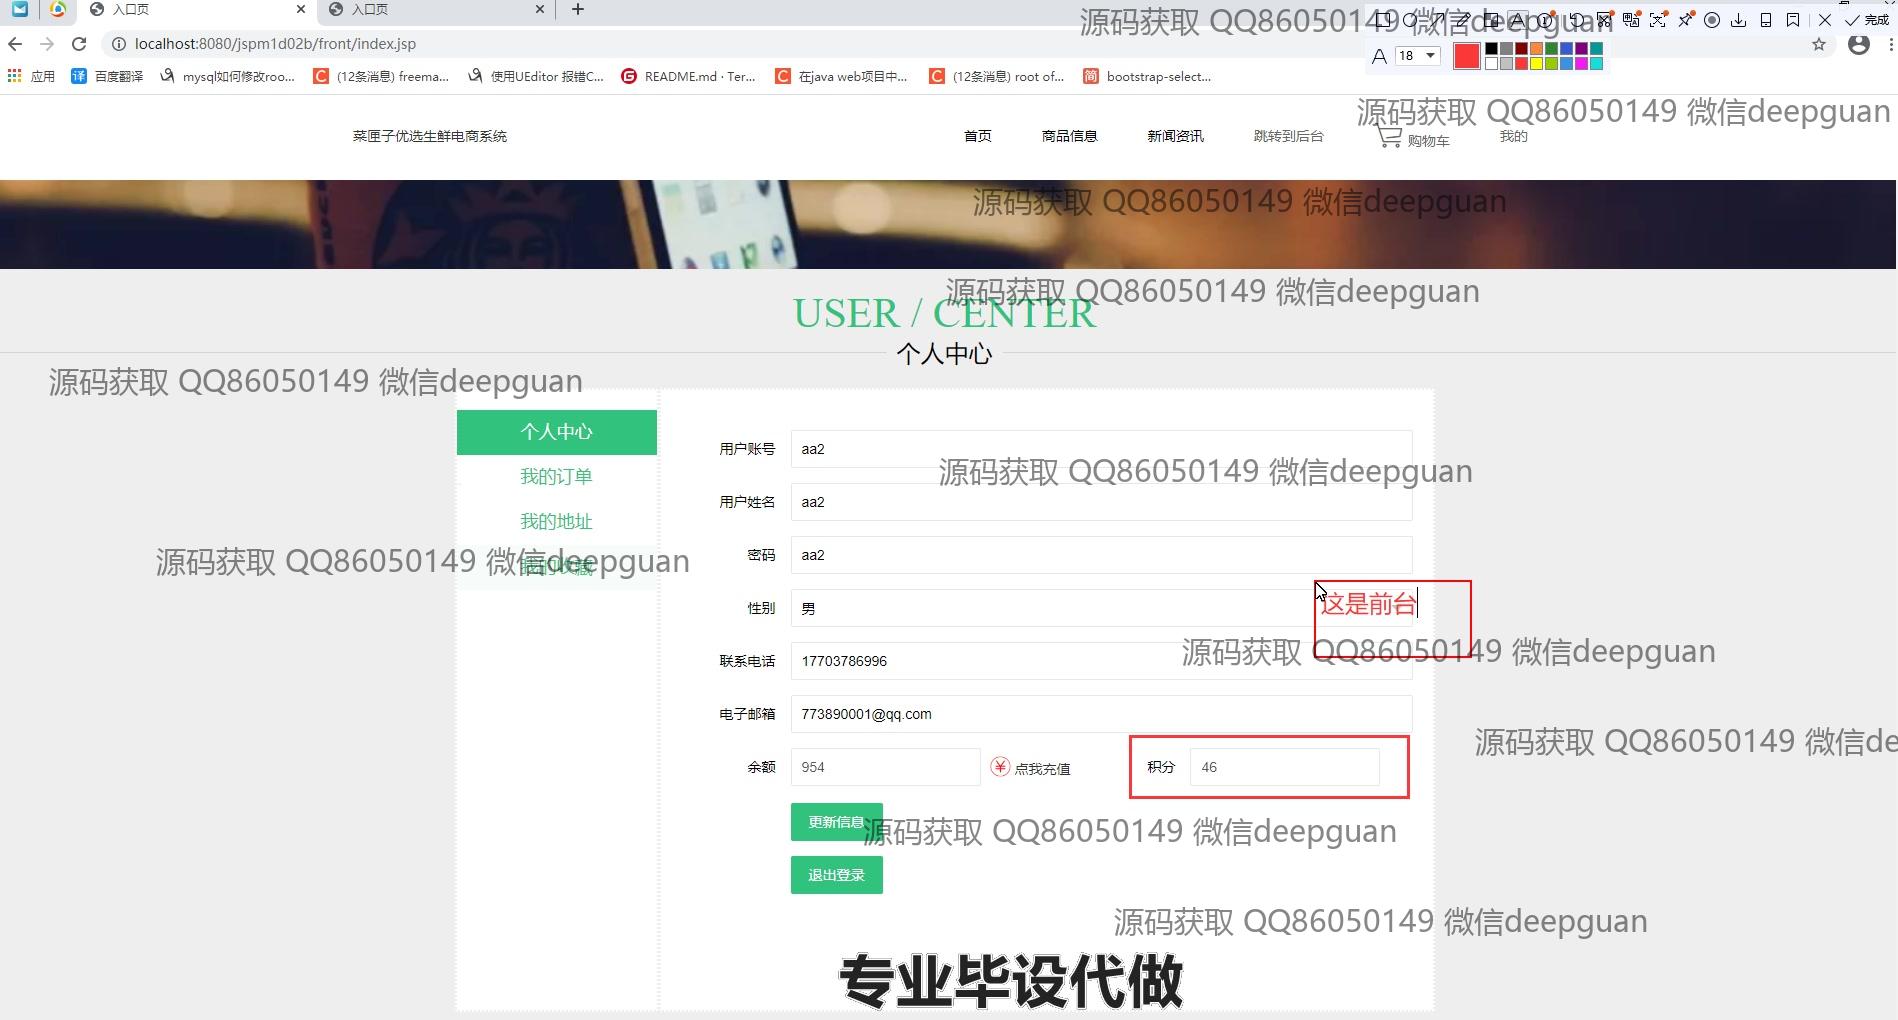 入口页
入口页
源码获取 QQ86050149 微信deepguan
完成
localhost:8080/jspm1d02b/front/index.jsp
A 18
应用
百度翻译
mysql如何修改roo...
(12条消息) freema...
使用UEditor 报错C...
README.md · Ter...
在java web项目中...
(12条消息) root of...
bootstrap-select...
源码获取 QQ86050149 微信deepguan
菜匣子优选生鲜电商系统
首页
商品信息
新闻资讯
跳转到后台
购物车
我的
源码获取 QQ86050149 微信deepguan
源码获取 QQ86050149 微信deepguan
USER / CENTER
个人中心
源码获取 QQ86050149 微信deepguan
个人中心
我的订单
我的地址
我的收藏
源码获取 QQ86050149 微信deepguan
用户账号 aa2
源码获取 QQ86050149 微信deepguan
用户姓名 aa2
密码 aa2
性别 男
这是前台
源码获取 QQ86050149 微信deepguan
联系电话 17703786996
电子邮箱 773890001@qq.com
源码获取 QQ86050149 微信de
余额 954
点我充值
积分 46
更新信息
源码获取 QQ86050149 微信deepguan
退出登录
源码获取 QQ86050149 微信deepguan
专业毕设代做